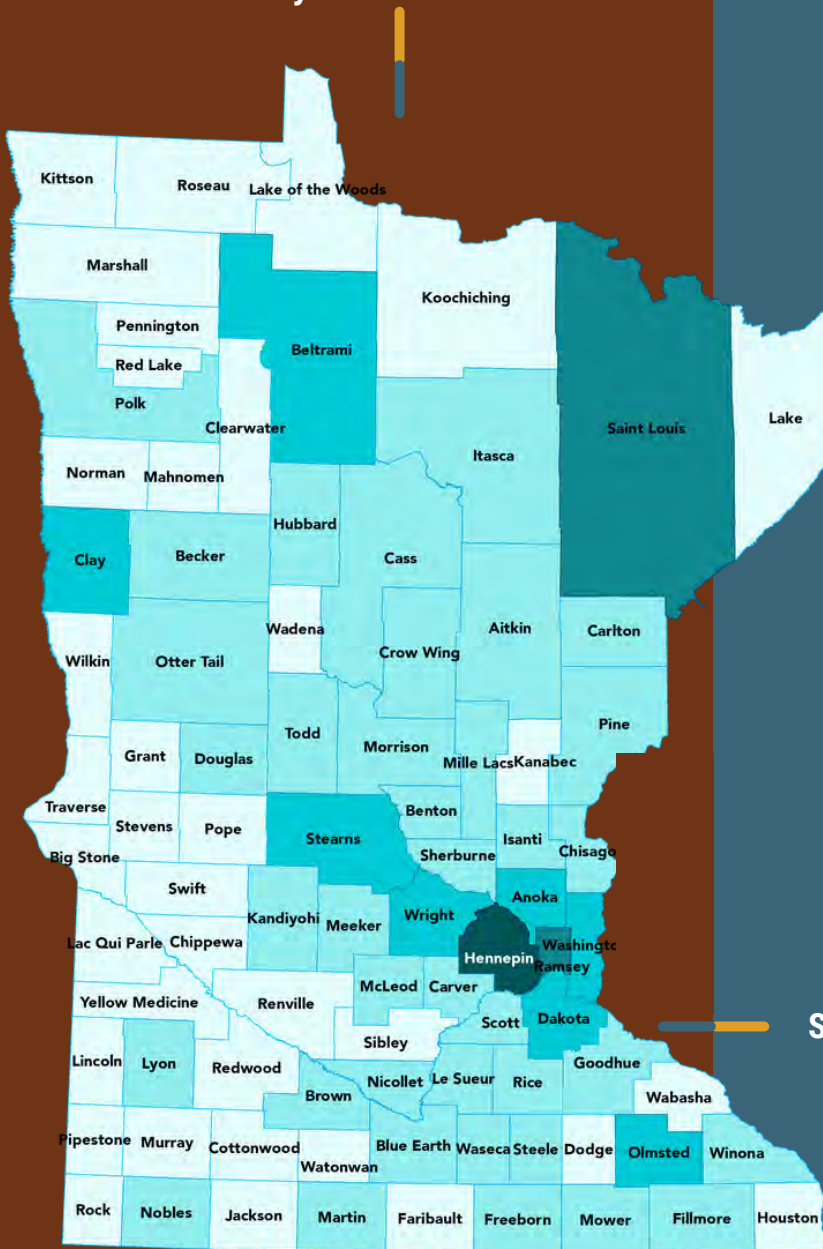 y
Kittson
Roseau
Lake of the Woods
Marshall
Koochiching
Pennington
Beltrami
Red Lake
Polk
Clearwater
Saint Louis
Lake
Itasca
Norman
Mahnomen
Hubbard
Cass
Clay
Becker
Wadena
Aitkin
Carlton
Crow Wing
Wilkin
Otter Tail
Pine
Todd
Morrison
Grant
Douglas
Mille Lacs
Kanabec
Traverse
Benton
Stevens
Pope
Stearns
Isanti
Chisago
Big Stone
Sherburne
Swift
Anoka
Kandiyohi
Meeker
Wright
Lac Qui Parle
Chippewa
Washingto
Hennepin
Ramsey
McLeod
Carver
Yellow Medicine
Renville
Scott
Dakota
S
Sibley
Lincoln
Lyon
Redwood
Goodhue
Nicollet
Le Sueur
Rice
Brown
Wabasha
Pipestone
Murray
Cottonwood
Watonwan
Blue Earth
Waseca
Steele
Dodge
Olmsted
Winona
Rock
Nobles
Jackson
Martin
Faribault
Freeborn
Mower
Fillmore
Houston